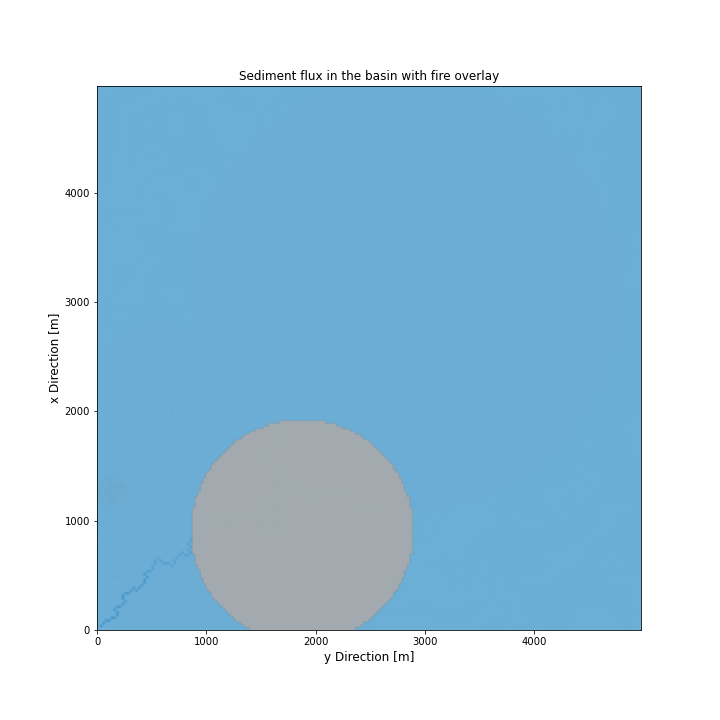 Sediment flux in the basin with fire overlay
4000
3000
2000
1000
0
x Direction [m]
0 1000 2000 3000 4000
y Direction [m]